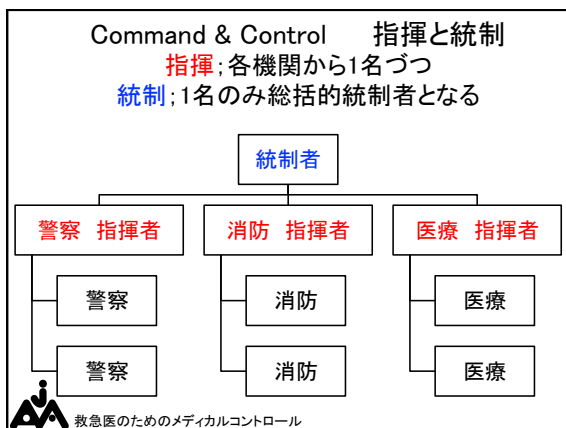 Command & Control　指揮と統制
指揮；各機関から1名づつ
統制；1名のみ総括的統制者となる
統制者
警察　指揮者　消防　指揮者　医療　指揮者
警察　消防　医療
警察　消防　医療
救急医のためのメディカルコントロール